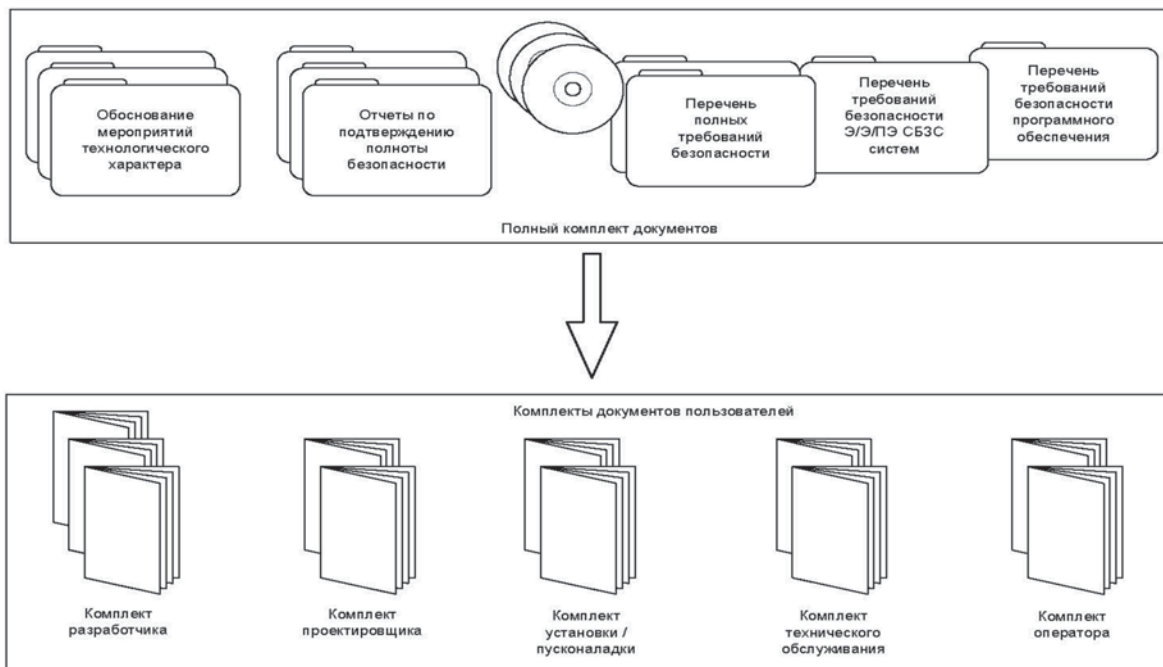 Обоснование
мероприятий
технологического
характера
Отчеты по
подтверждению
полноты
безопасности
Перечень
полных
требований
безопасности
Перечень
требований
безопасности
Э/Э/ПЭ СБЗС
систем
Перечень
требований
безопасности
программного
обеспечения
Полный комплект документов
Комплекты документов пользователей
Комплект
разработчика
Комплект
проектировщика
Комплект
установки /
пусконаладки
Комплект
технического
обслуживания
Комплект
оператора